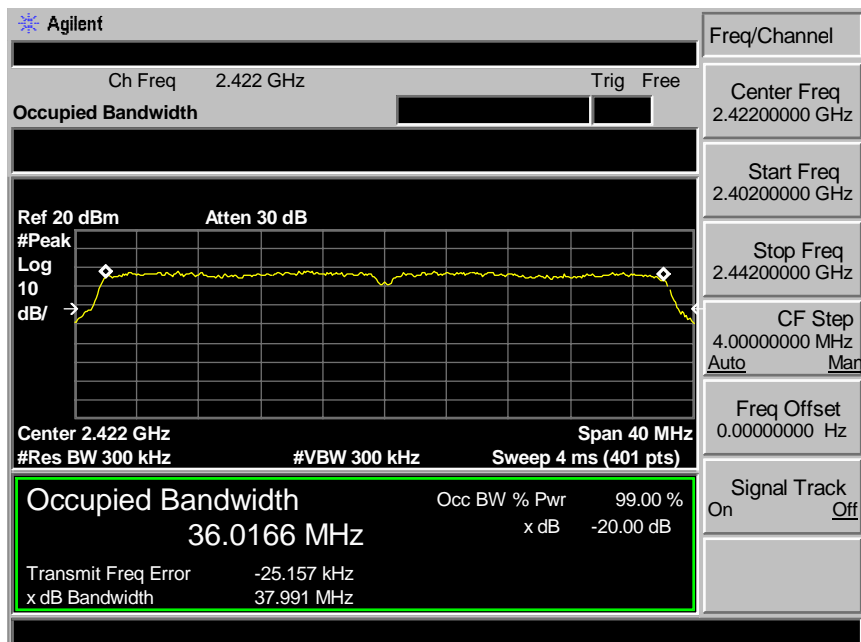 Agilent
Freq/Channel
Ch Freq 2.422 GHz Trig Free
Occupied Bandwidth
Center Freq
2.42200000 GHz
Start Freq
2.40200000 GHz
Stop Freq
2.44200000 GHz
CF Step
4.00000000 MHz
Auto Man
Freq Offset
0.00000000 Hz
Signal Track
On Off
Ref 20 dBm Atten 30 dB
#Peak
Log
10
dB/
Center 2.422 GHz Span 40 MHz
#Res BW 300 kHz #VBW 300 kHz Sweep 4 ms (401 pts)
Occupied Bandwidth Occ BW % Pwr 99.00 %
36.0166 MHz x dB -20.00 dB
Transmit Freq Error -25.157 kHz
x dB Bandwidth 37.991 MHz